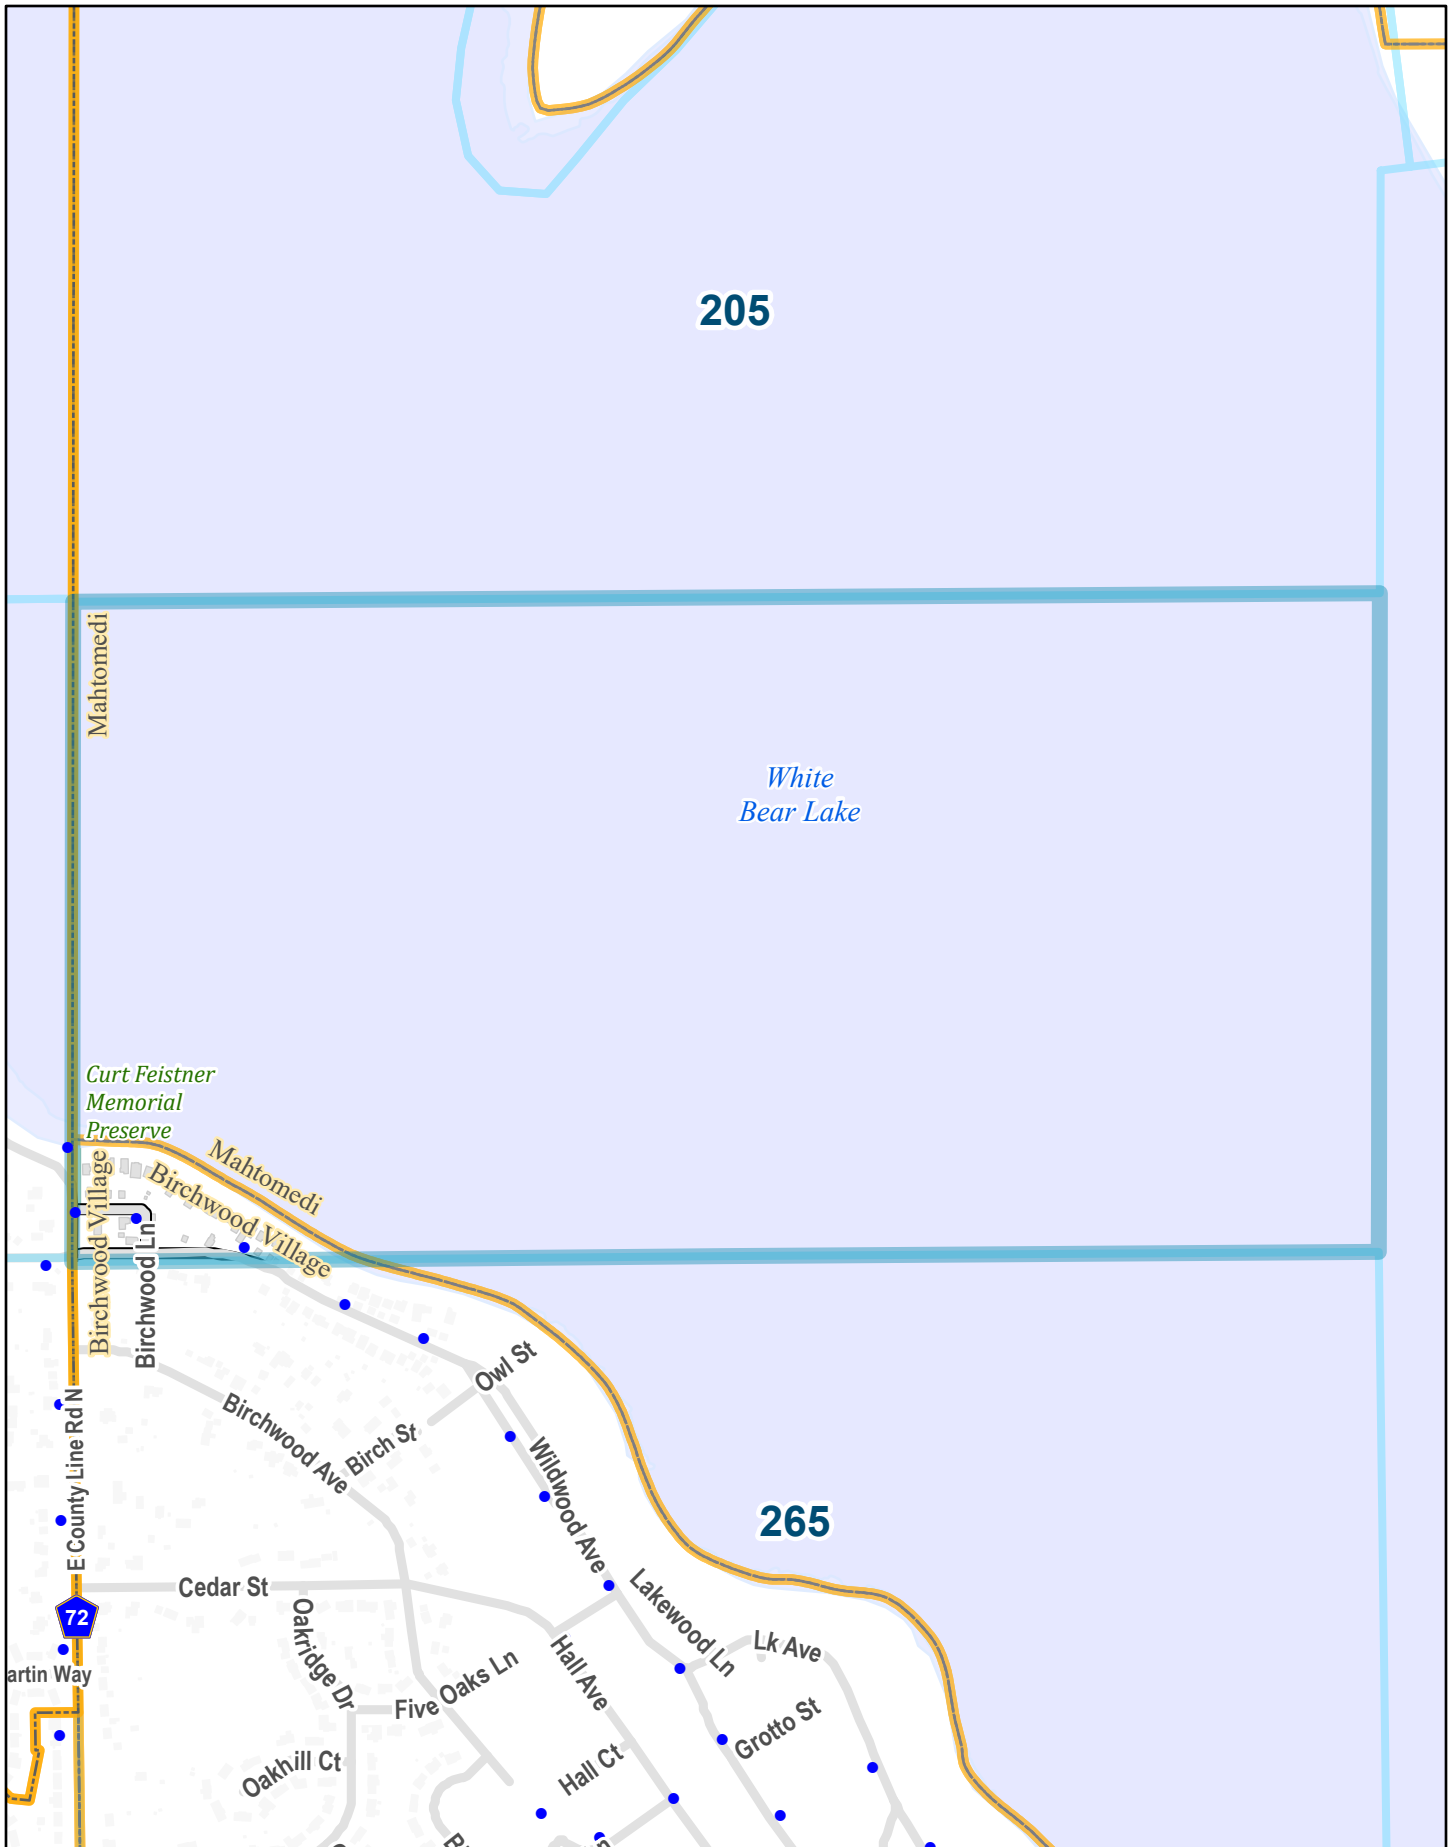 205
Mahtomedi
White
Bear Lake
Curt Feistner
Memorial
Preserve
Mahtomedi
Birchwood Village
Birchwood Village
Birchwood Ln
Owl St
E County Line Rd N
Birchwood Ave
Birch St
Wildwood Ave
265
Cedar St
72
Oakridge Dr
Lakewood Ln
Lk Ave
Hall Ave
artin Way
Five Oaks Ln
Grotto St
Oakhill Ct
Hall Ct